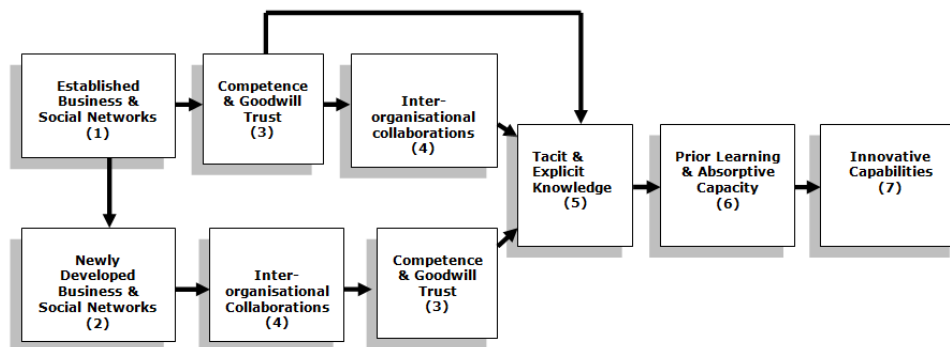 Established
Business &
Social Networks
(1)
Competence
& Goodwill
Trust
(3)
Inter-
organisational
collaborations
(4)
Tacit &
Explicit
Knowledge
(5)
Prior Learning
& Absorptive
Capacity
(6)
Innovative
Capabilities
(7)
Newly
Developed
Business &
Social Networks
(2)
Inter-
organisational
Collaborations
(4)
Competence
& Goodwill
Trust
(3)